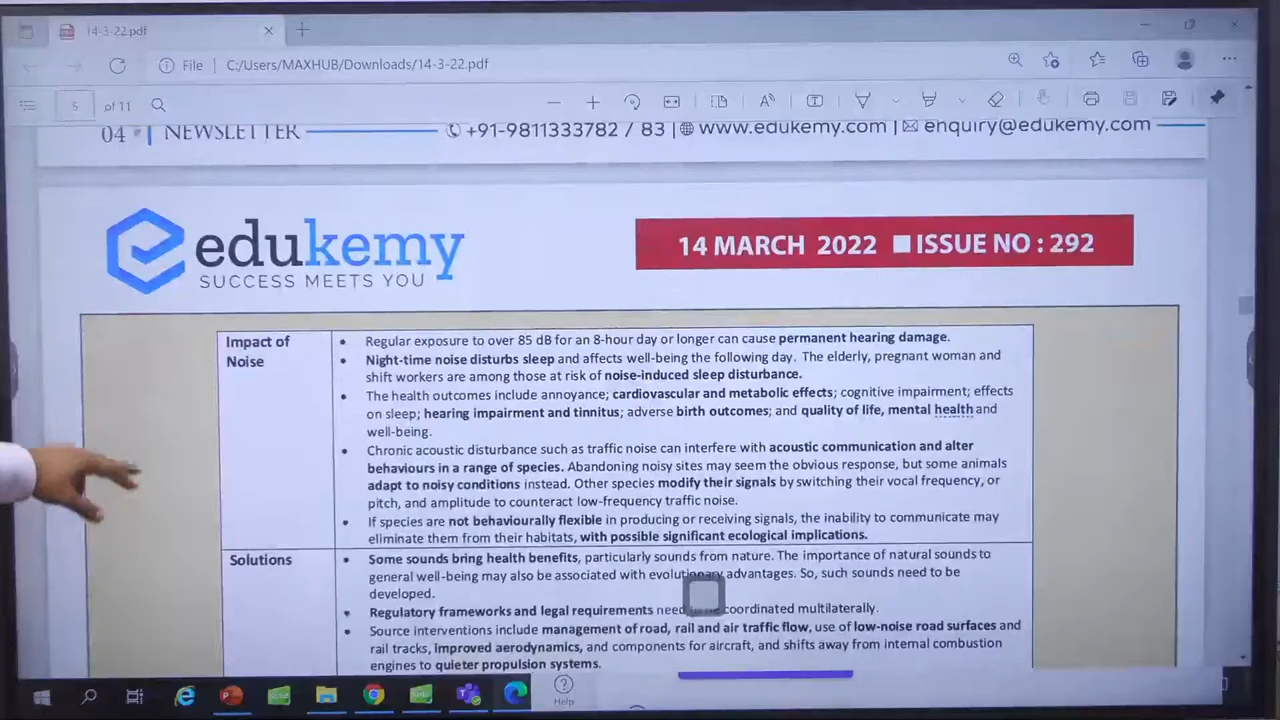 14-3-22.pdf
File | C:/Users/MAXHUB/Downloads/14-3-22.pdf
5 of 11
04 | NEWSLETTER +91-9811333782 / 83 | www.edukemy.com | enquiry@edukemy.com
edukemy
SUCCESS MEETS YOU
14 MARCH 2022 ISSUE NO : 292
Impact of
Noise
• Regular exposure to over 85 dB for an 8-hour day or longer can cause permanent hearing damage.
• Night-time noise disturbs sleep and affects well-being the following day. The elderly, pregnant woman and
shift workers are among those at risk of noise-induced sleep disturbance.
• The health outcomes include annoyance; cardiovascular and metabolic effects; cognitive impairment; effects
on sleep; hearing impairment and tinnitus; adverse birth outcomes; and quality of life, mental health and
well-being.
• Chronic acoustic disturbance such as traffic noise can interfere with acoustic communication and alter
behaviours in a range of species. Abandoning noisy sites may seem the obvious response, but some animals
adapt to noisy conditions instead. Other species modify their signals by switching their vocal frequency, or
pitch, and amplitude to counteract low-frequency traffic noise.
• If species are not behaviourally flexible in producing or receiving signals, the inability to communicate may
eliminate them from their habitats, with possible significant ecological implications.
Solutions
• Some sounds bring health benefits, particularly sounds from nature. The importance of natural sounds to
general well-being may also be associated with evolutionary advantages. So, such sounds need to be
developed.
• Regulatory frameworks and legal requirements need coordinated multilaterally.
• Source interventions include management of road, rail and air traffic flow, use of low-noise road surfaces and
rail tracks, improved aerodynamics, and components for aircraft, and shifts away from internal combustion
engines to quieter propulsion systems.
Help